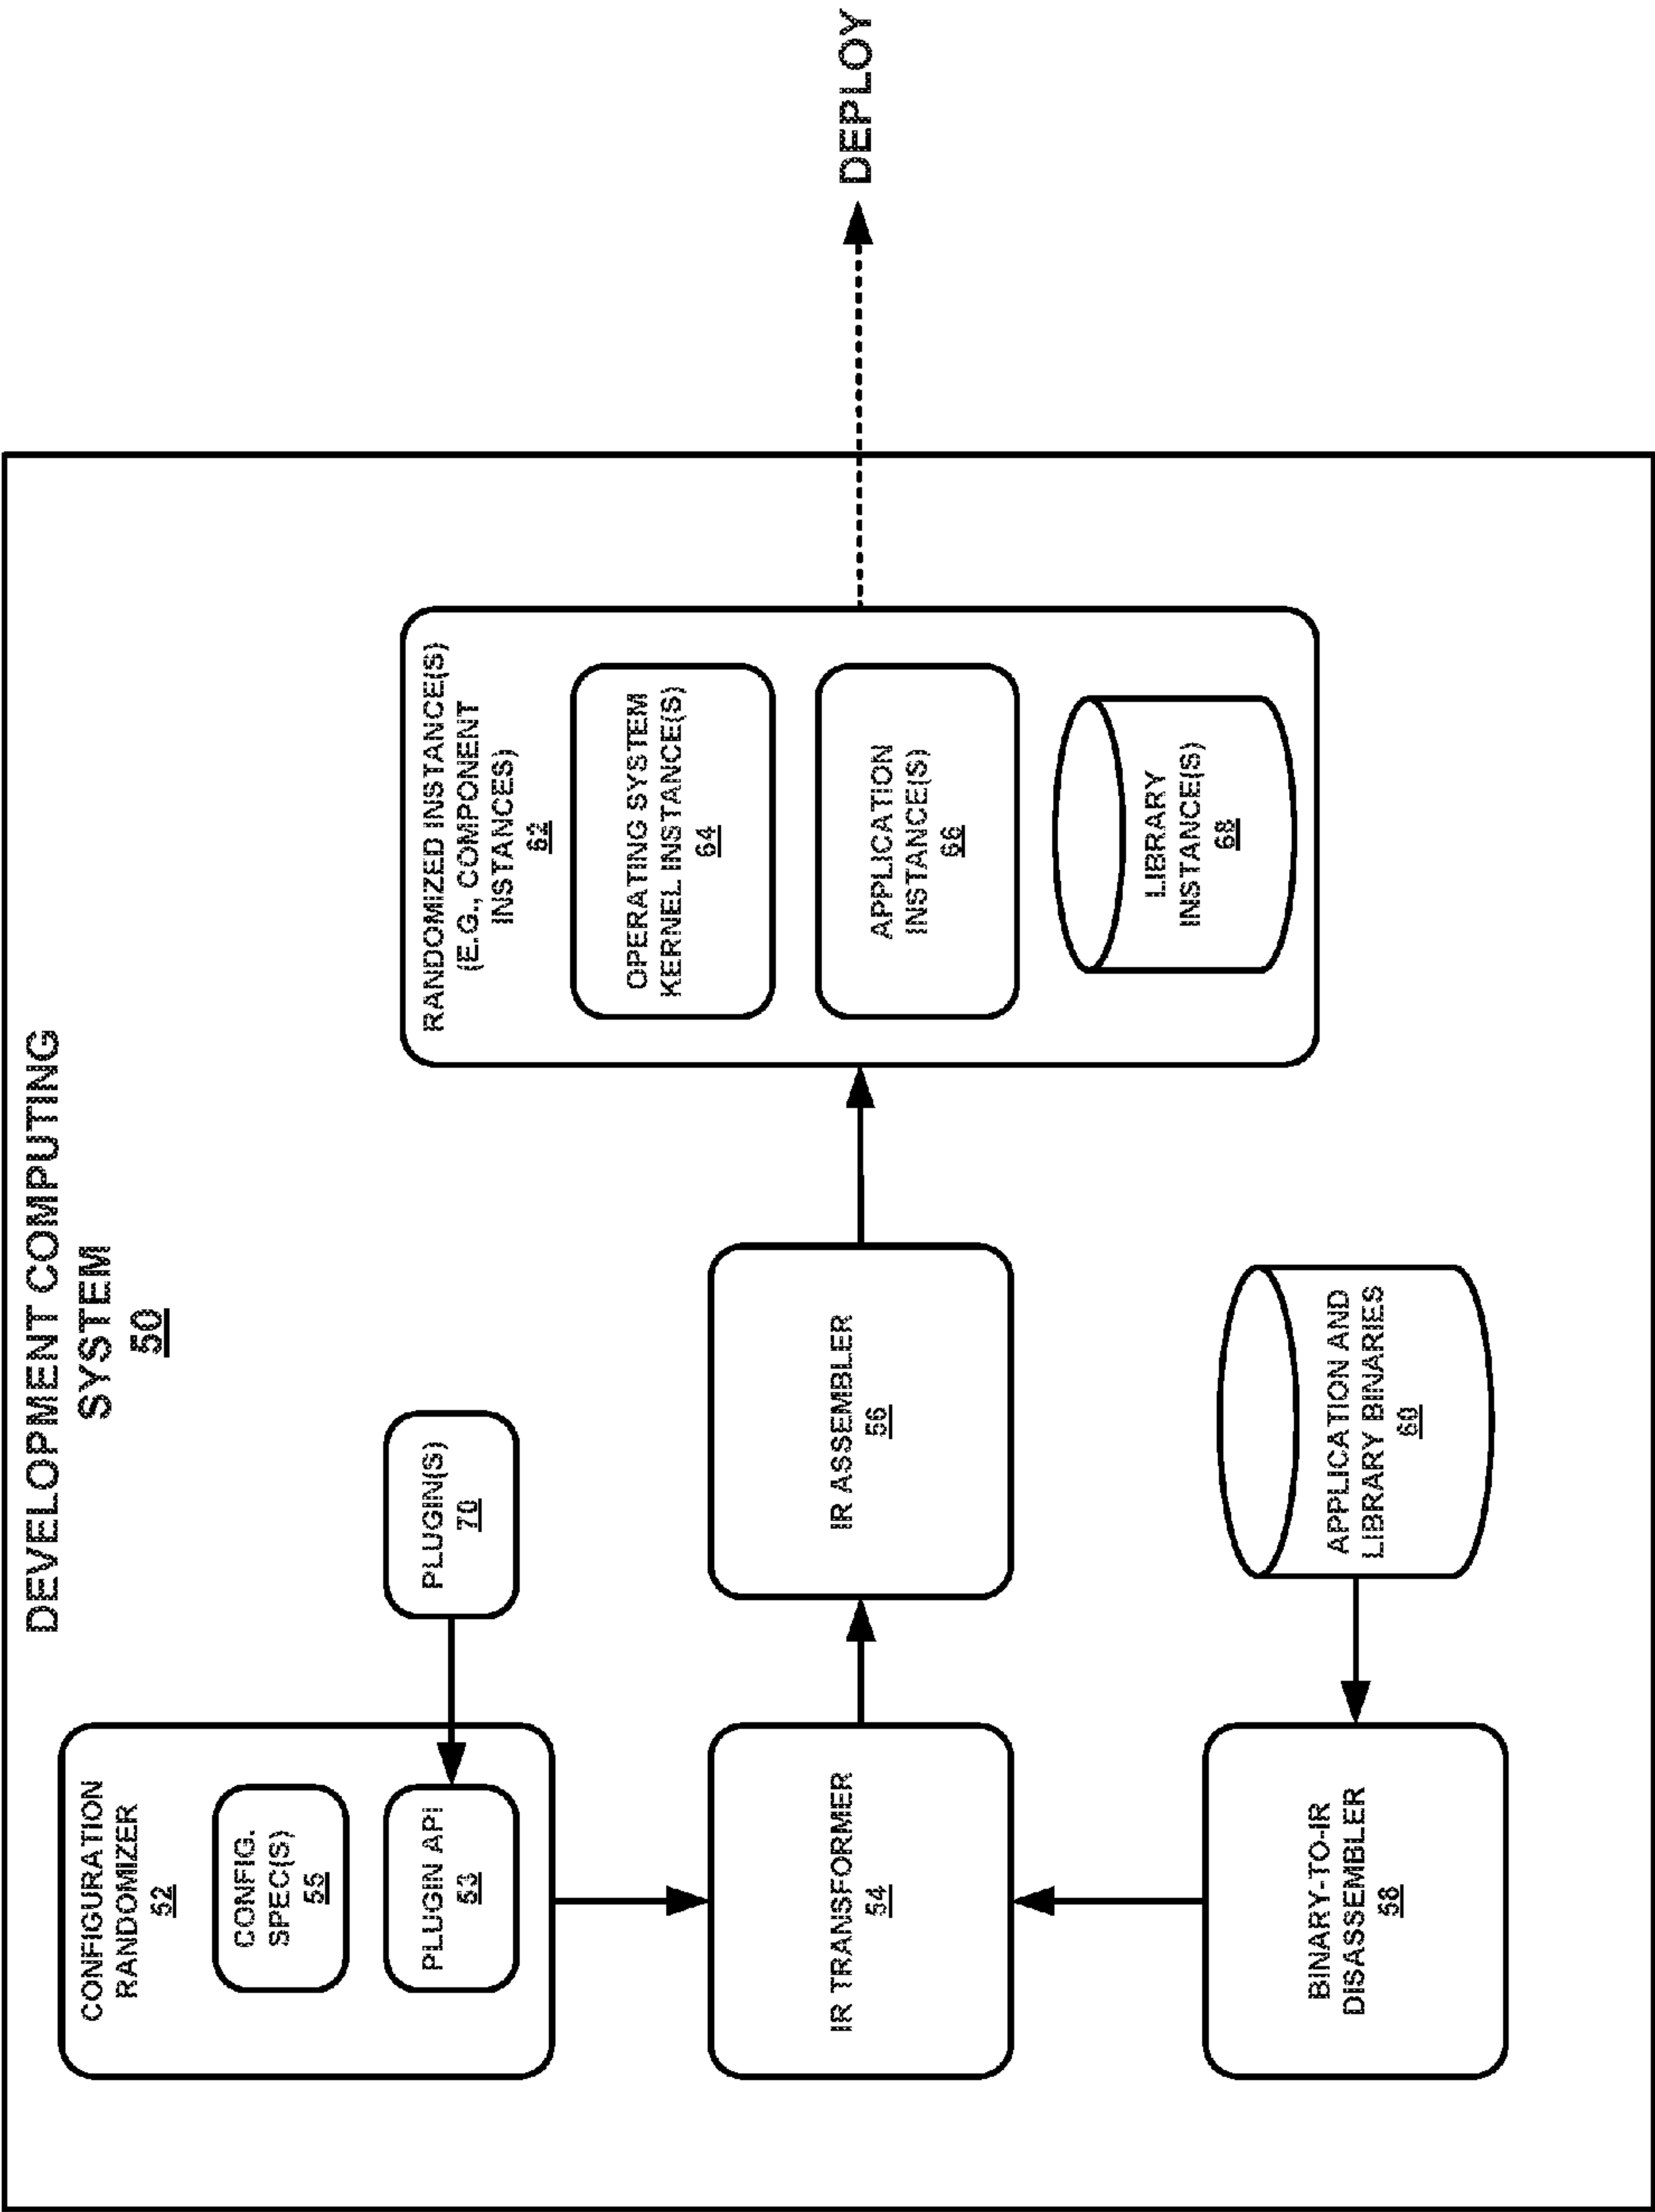 DEVELOPMENT COMPUTING
SYSTEM
50
CONFIGURATION
RANDOMIZER
52
CONFIG.
SPEC(S)
55
PLUGIN API
53
PLUGIN(S)
70
IR TRANSFORMER
54
IR ASSEMBLER
56
BINARY-TO-IR
DISASSEMBLER
58
APPLICATION AND
LIBRARY BINARIES
60
RANDOMIZED INSTANCE(S)
(E.G., COMPONENT
INSTANCES)
62
OPERATING SYSTEM
KERNEL INSTANCE(S)
64
APPLICATION
INSTANCE(S)
66
LIBRARY
INSTANCE(S)
68
DEPLOY